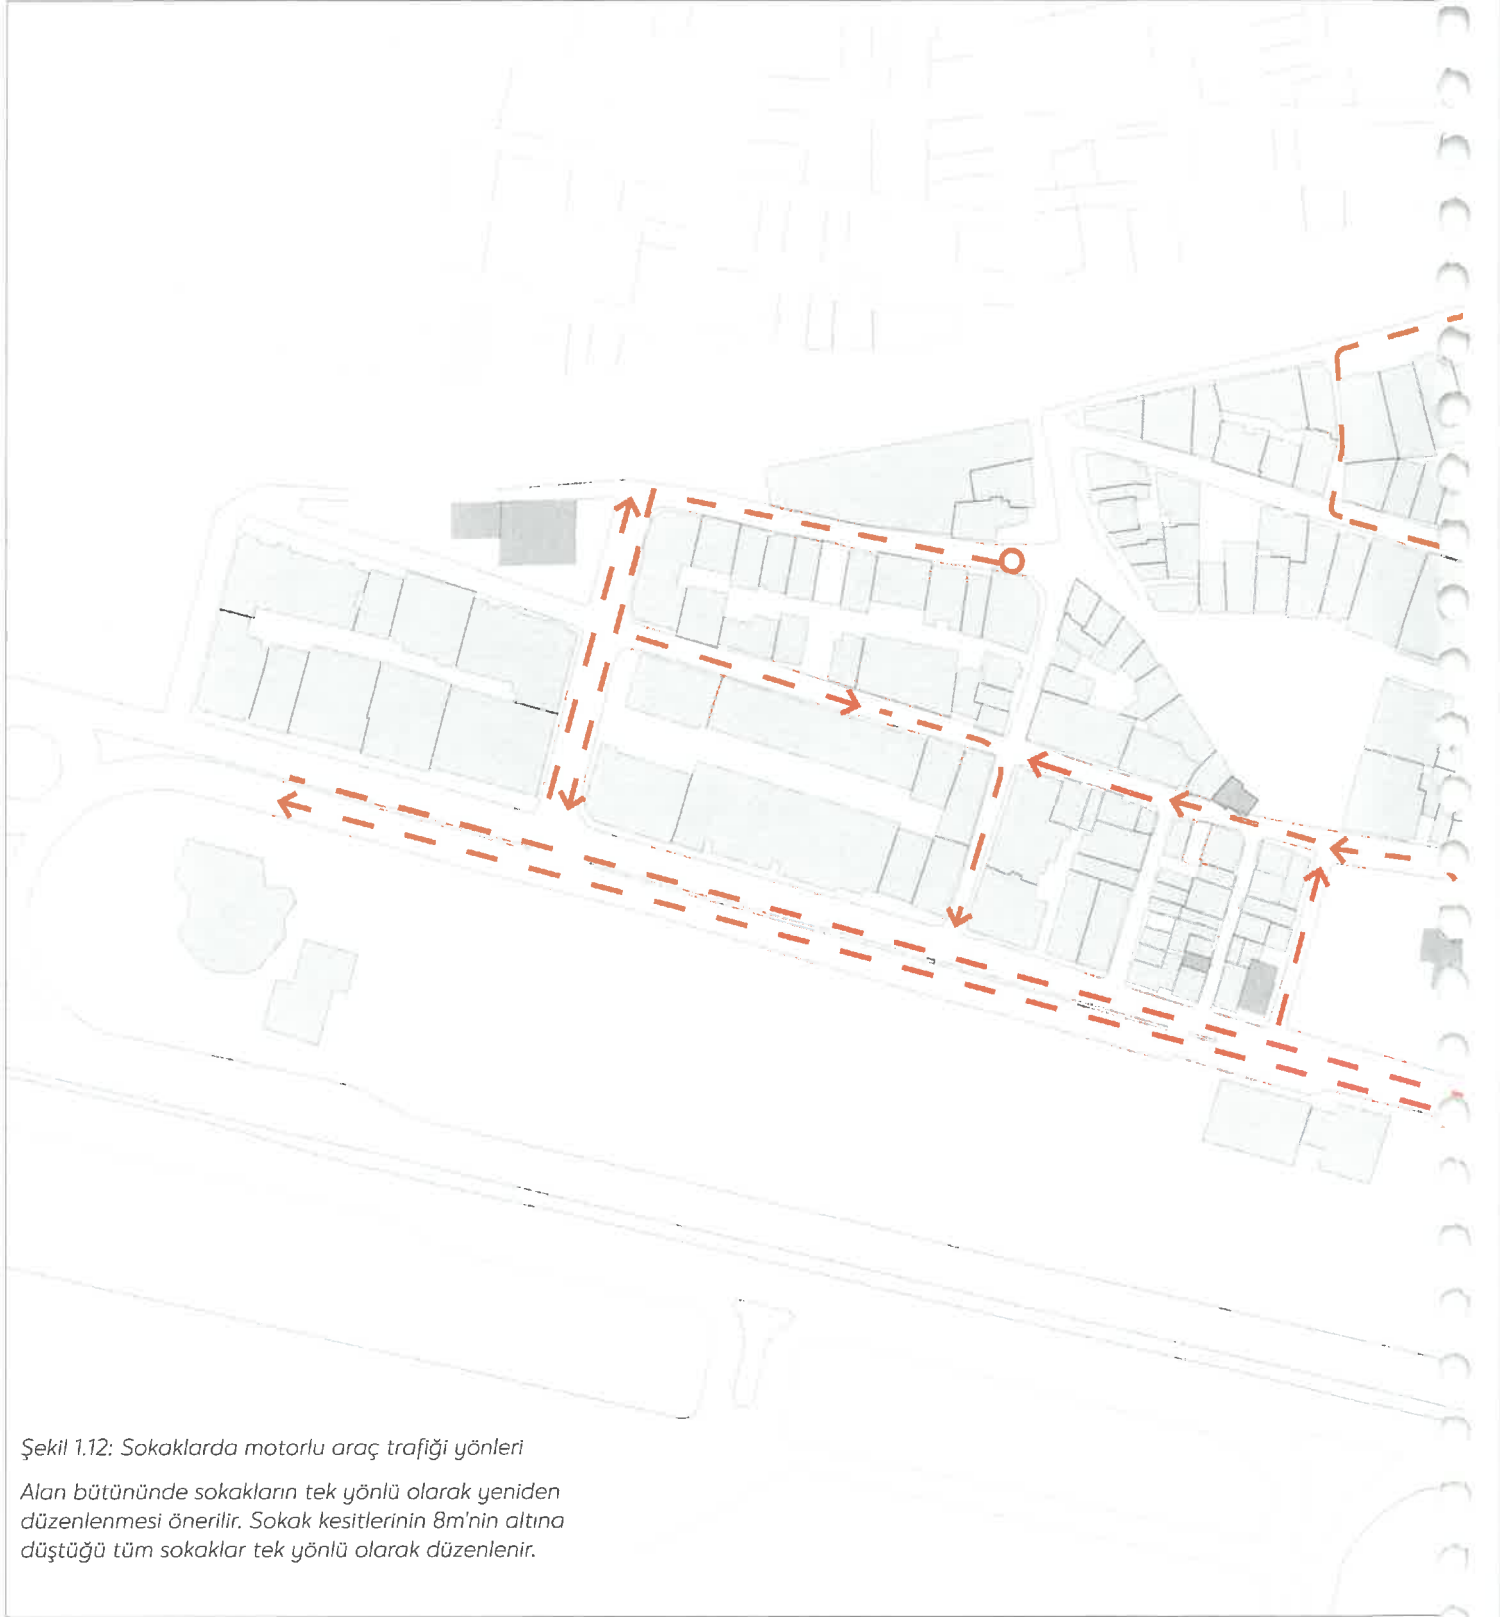 Şekil 1.12: Sokaklarda motorlu araç trafiği yönleri
Alan bütününde sokakların tek yönlü olarak yeniden
düzenlenmesi önerilir. Sokak kesitlerinin 8m'nin altına
düştüğü tüm sokaklar tek yönlü olarak düzenlenir.